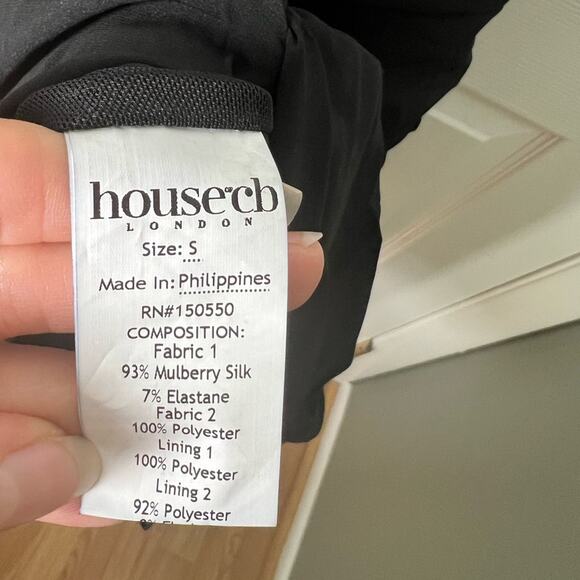 house of cb
LONDON
Size: S
Made In: Philippines
RN#150550
COMPOSITION:
Fabric 1
93% Mulberry Silk
7% Elastane
Fabric 2
100% Polyester
Lining 1
100% Polyester
Lining 2
92% Polyester